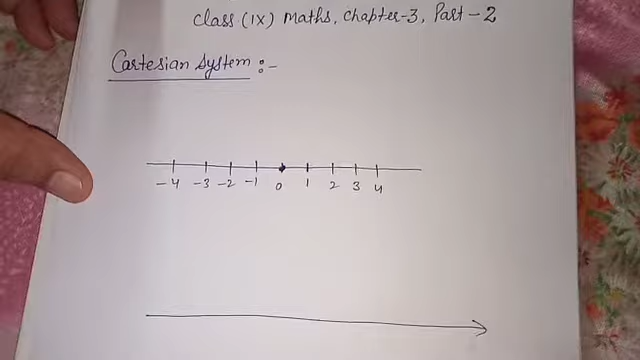 Class (IX) Maths, Chapter-3, Part-2
Cartesian System :-
-4 -3 -2 -1 0 1 2 3 4